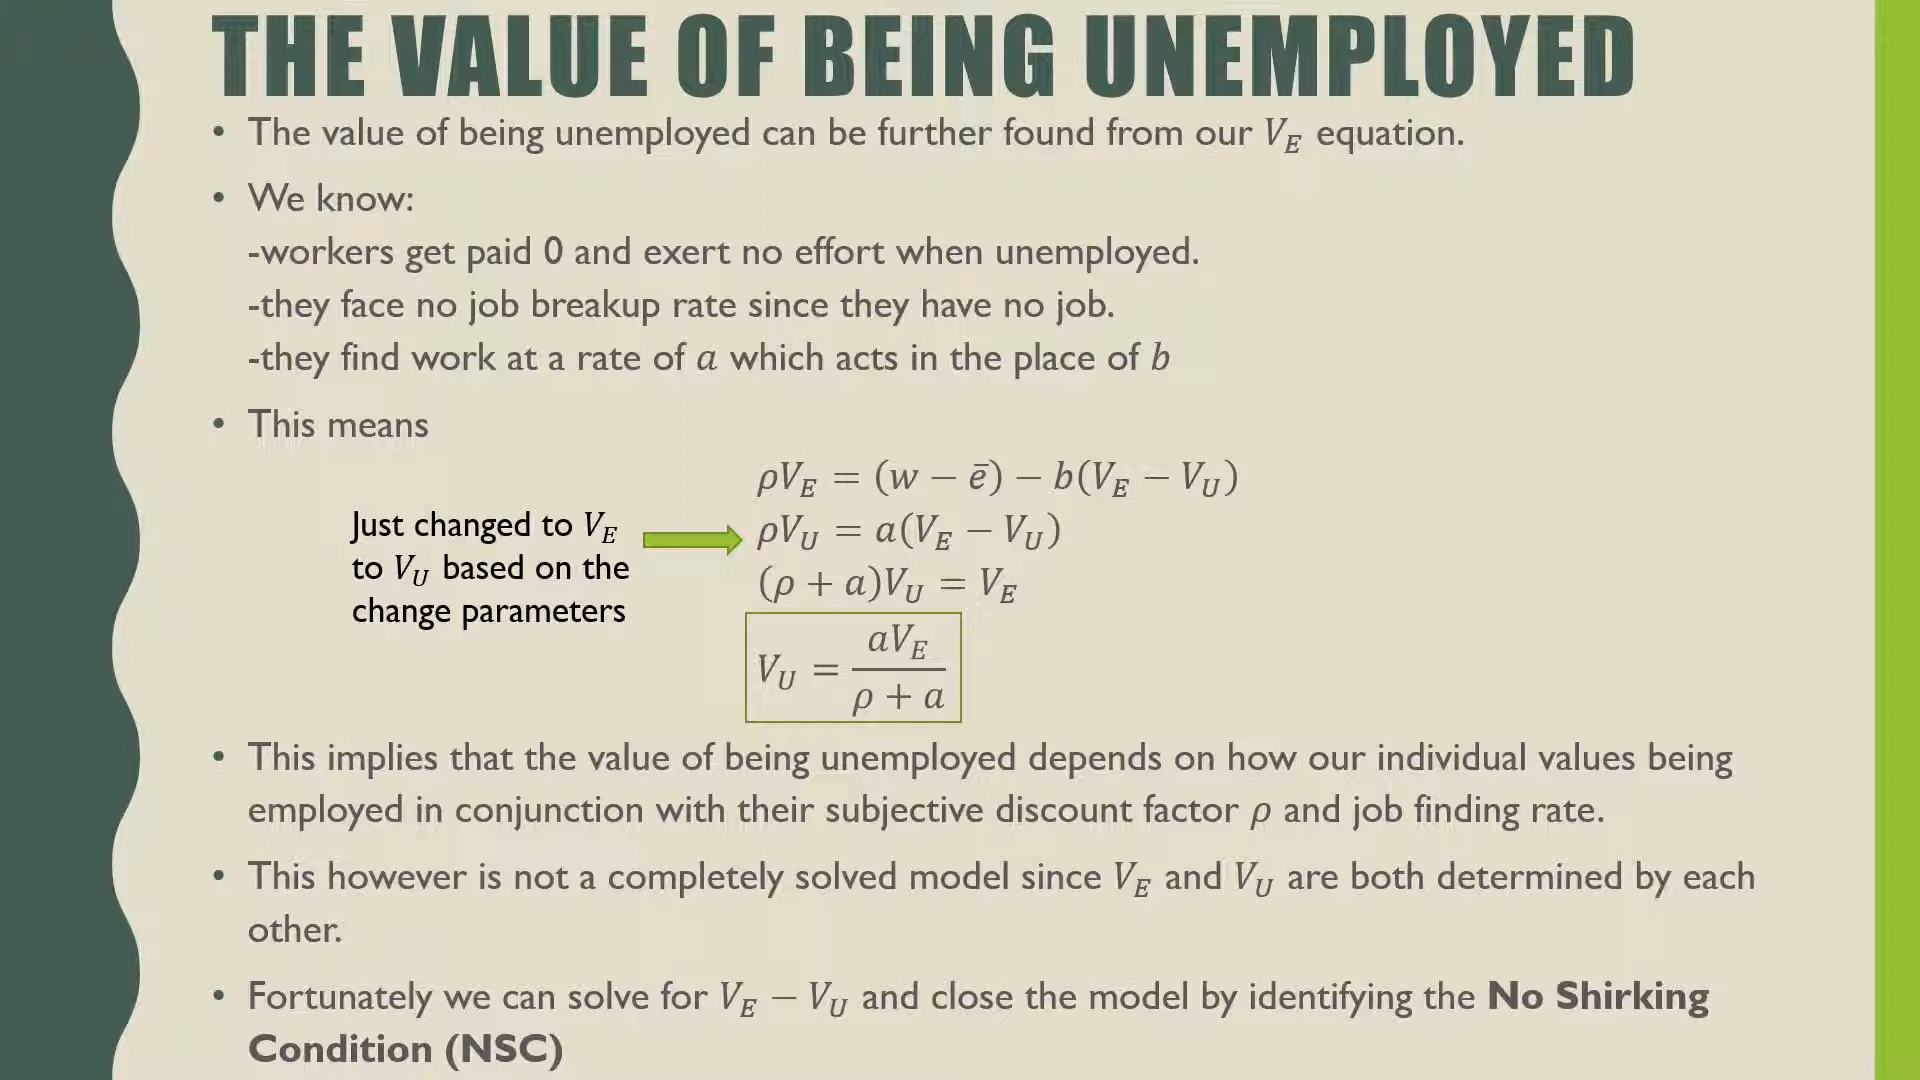 THE VALUE OF BEING UNEMPLOYED
• The value of being unemployed can be further found from our V_E equation.
• We know:
-workers get paid 0 and exert no effort when unemployed.
-they face no job breakup rate since they have no job.
-they find work at a rate of a which acts in the place of b
• This means
ρV_E = (w − ē) − b(V_E − V_U)
Just changed to V_E
to V_U based on the
change parameters
ρV_U = a(V_E − V_U)
(ρ + a)V_U = V_E
V_U = aV_E / ρ + a
• This implies that the value of being unemployed depends on how our individual values being
employed in conjunction with their subjective discount factor ρ and job finding rate.
• This however is not a completely solved model since V_E and V_U are both determined by each
other.
• Fortunately we can solve for V_E − V_U and close the model by identifying the No Shirking
Condition (NSC)